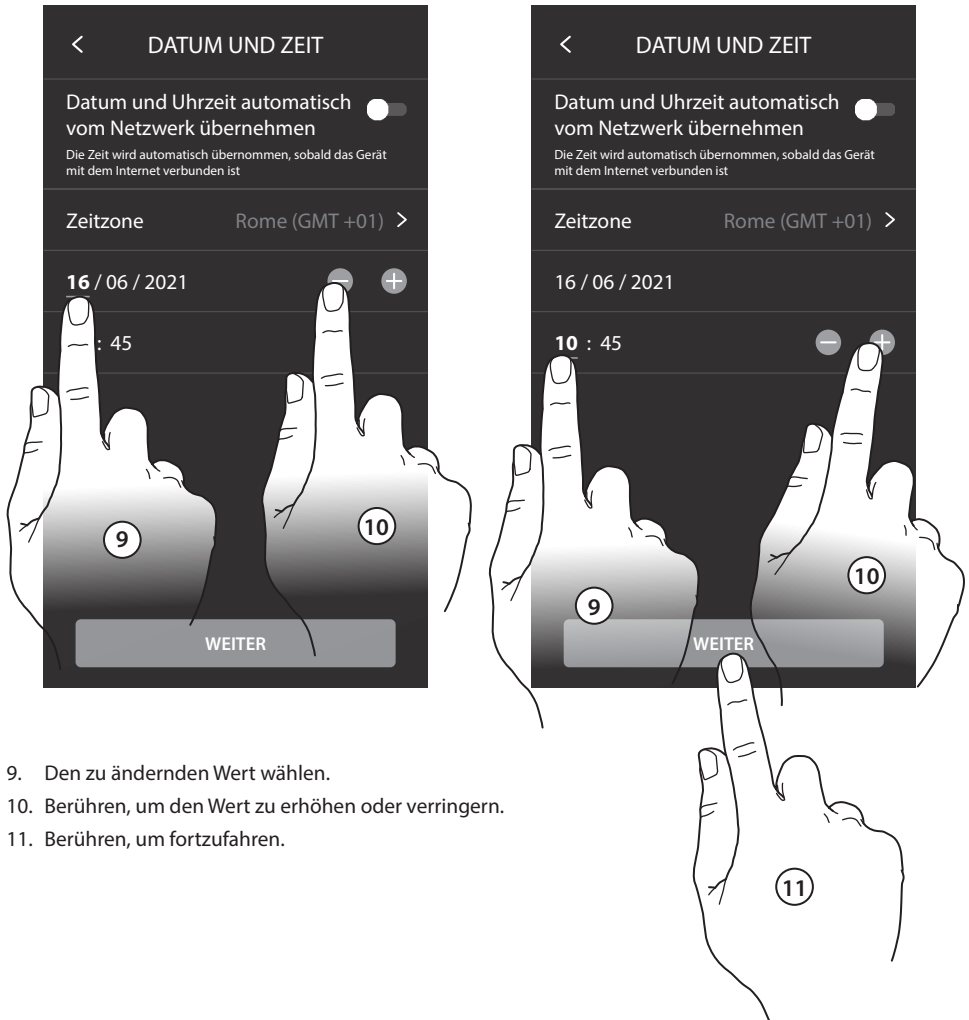 DATUM UND ZEIT
Datum und Uhrzeit automatisch
vom Netzwerk übernehmen
Die Zeit wird automatisch übernommen, sobald das Gerät
mit dem Internet verbunden ist
Zeitzone Rome (GMT +01)
16 / 06 / 2021
: 45
9
10
WEITER
DATUM UND ZEIT
Datum und Uhrzeit automatisch
vom Netzwerk übernehmen
Die Zeit wird automatisch übernommen, sobald das Gerät
mit dem Internet verbunden ist
Zeitzone Rome (GMT +01)
16 / 06 / 2021
10 : 45
10
9
WEITER
11
9. Den zu ändernden Wert wählen.
10. Berühren, um den Wert zu erhöhen oder verringern.
11. Berühren, um fortzufahren.